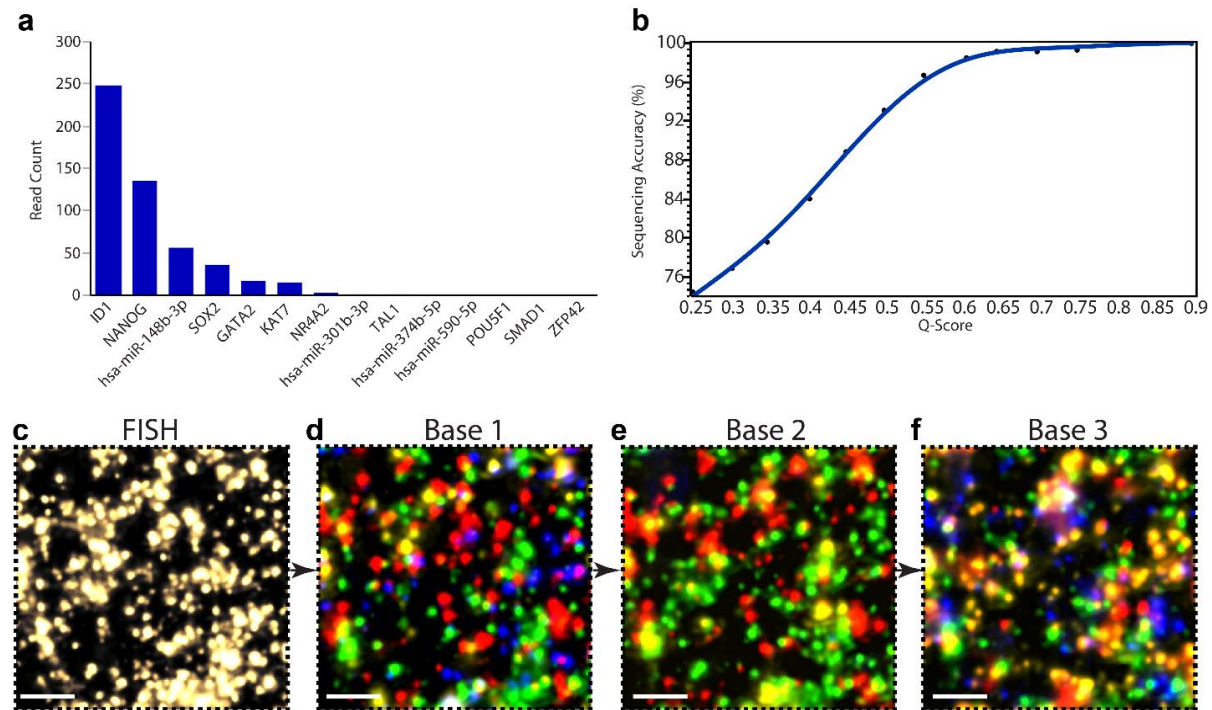 a
300
250
200
150
100
50
0
Read Count
ID1
NANOG
hsa-miR-148b-3p
SOX2
GATA2
KAT7
NR4A2
hsa-miR-301b-3p
TAL1
hsa-miR-374b-5p
hsa-miR-590-5p
POU5F1
SMAD1
ZFP42
b
100
96
92
88
84
80
76
Sequencing Accuracy (%)
0.25 0.3 0.35 0.4 0.45 0.5 0.55 0.6 0.65 0.7 0.75 0.8 0.85 0.9
Q-Score
c FISH
d Base 1
e Base 2
f Base 3